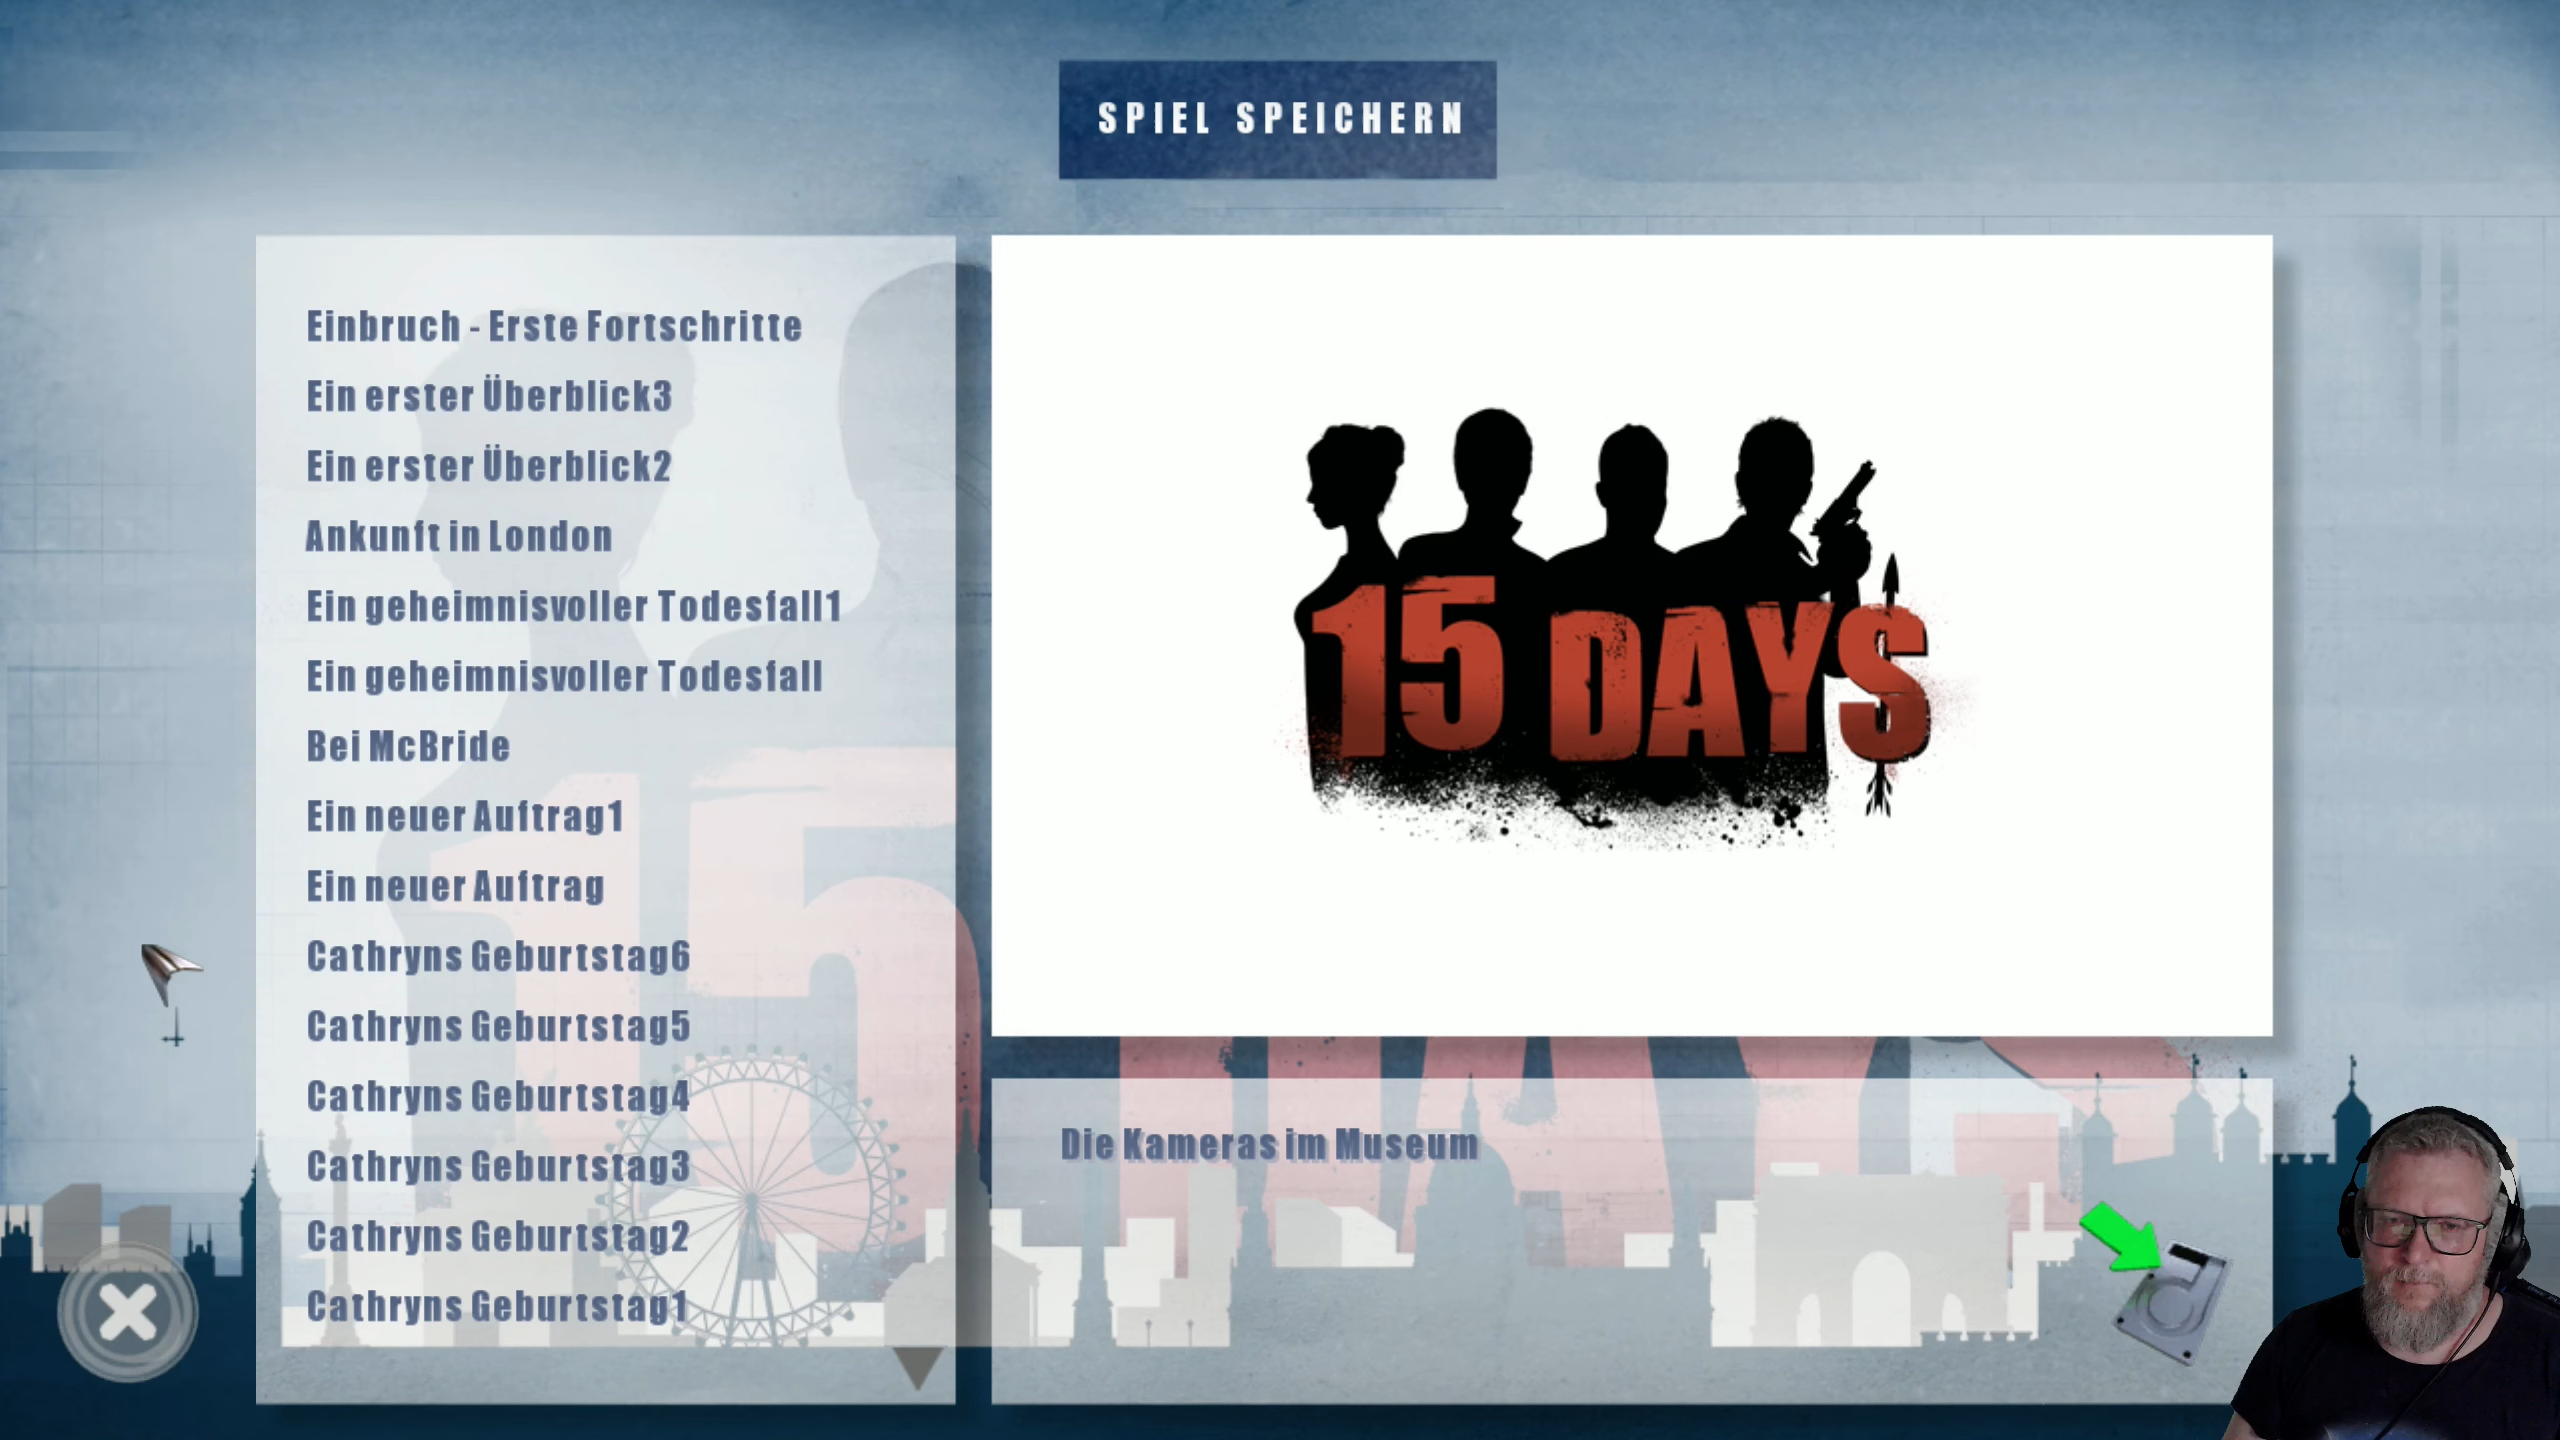 SPIEL SPEICHERN
Einbruch - Erste Fortschritte
Ein erster Überblick3
Ein erster Überblick2
Ankunft in London
Ein geheimnisvoller Todesfall1
Ein geheimnisvoller Todesfall
Bei McBride
Ein neuer Auftrag1
Ein neuer Auftrag
Cathryns Geburtstag6
Cathryns Geburtstag5
Cathryns Geburtstag4
Cathryns Geburtstag3
Cathryns Geburtstag2
Cathryns Geburtstag1
15 DAYS
Die Kameras im Museum
15 DAYS